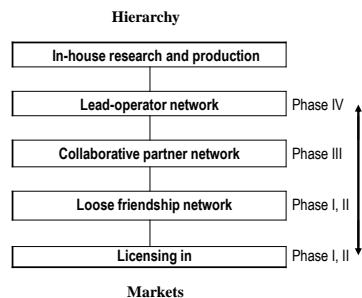 Hierarchy
In-house research and production
Lead-operator network Phase IV
Collaborative partner network Phase III
Loose friendship network Phase I, II
Licensing in Phase I, II
Markets